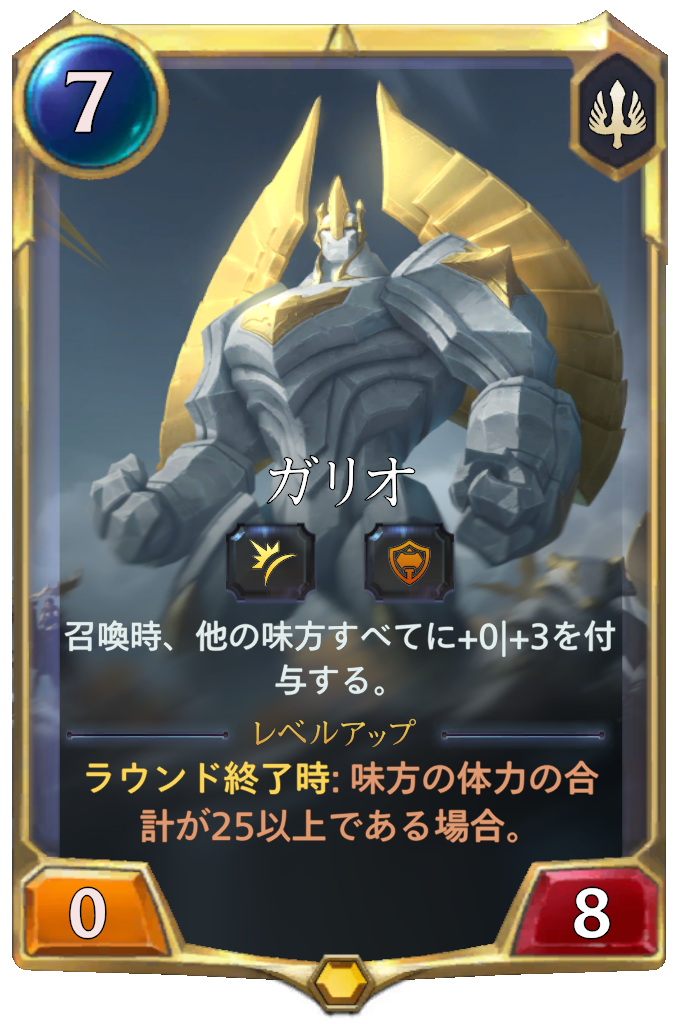 7
ガリオ
召喚時、他の味方すべてに+0|+3を付
与する。
レベルアップ
ラウンド終了時: 味方の体力の合
計が25以上である場合。
0
8